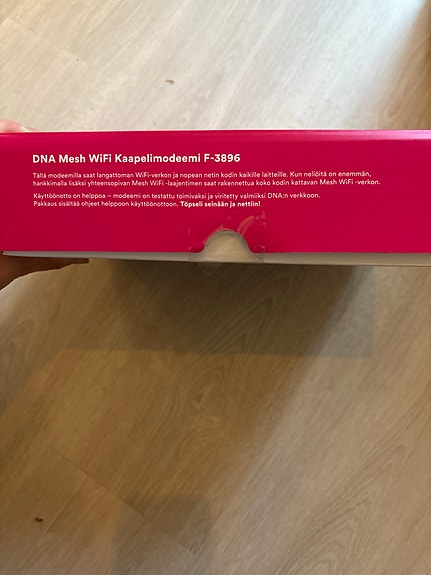 DNA Mesh WiFi Kaapelimodeemi F-3896
Tällä modeemilla saat langattoman WiFi-verkon ja nopean netin kodin kaikille laitteille. Kun neliöitä on enemmän,
hankkimalla lisäksi yhteensopivan Mesh WiFi -laajentimen saat rakennettua koko kodin kattavan Mesh WiFi -verkon.
Käyttöönotto on helppoa – modeemi on testattu toimivaksi ja viritetty valmiiksi DNA:n verkkoon.
Pakkaus sisältää ohjeet helppoon käyttöönottoon. Töpseli seinään ja nettiin!